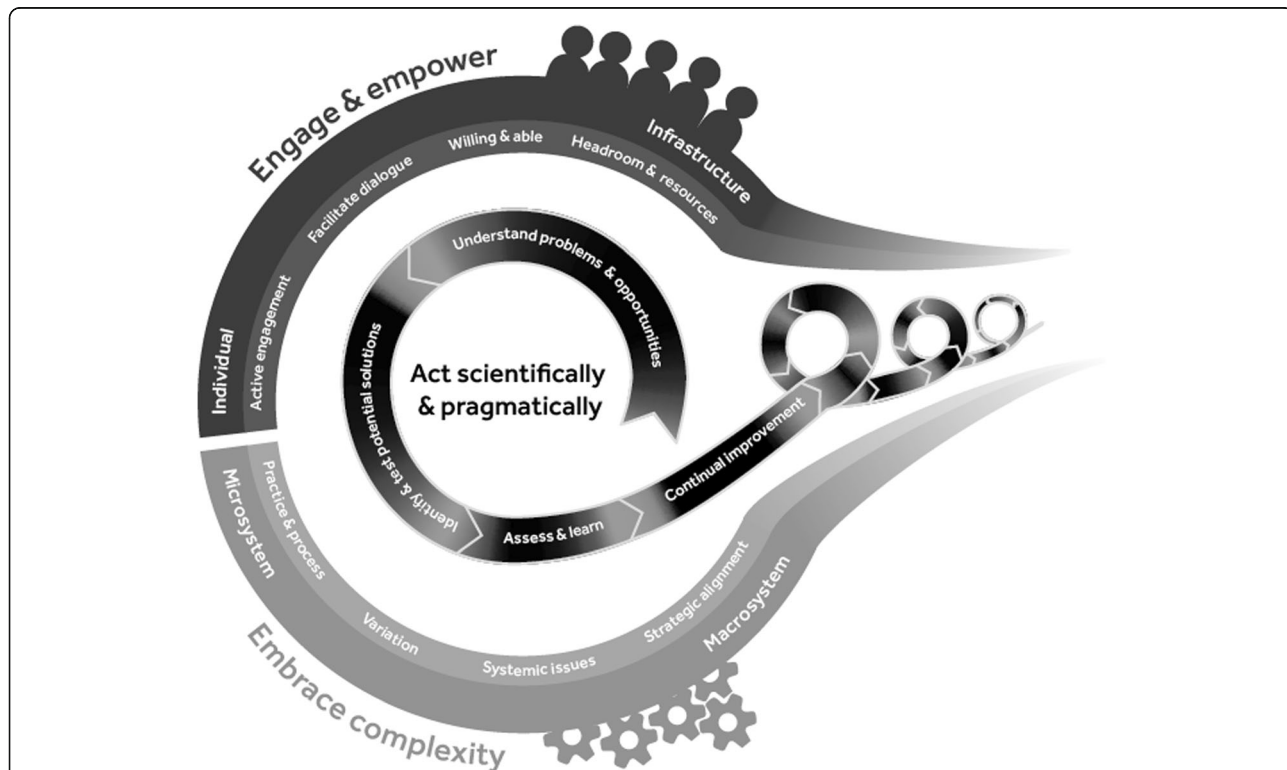 Engage & empower
Individual
Infrastructure
Active engagement
Facilitate dialogue
Willing & able
Headroom & resources
Understand problems & opportunities
Identify & test potential solutions
Assess & learn
Continual improvement
Act scientifically
& pragmatically
Microsystem
Macrosystem
Practice & process
Variation
Systemic issues
Strategic alignment
Embrace complexity